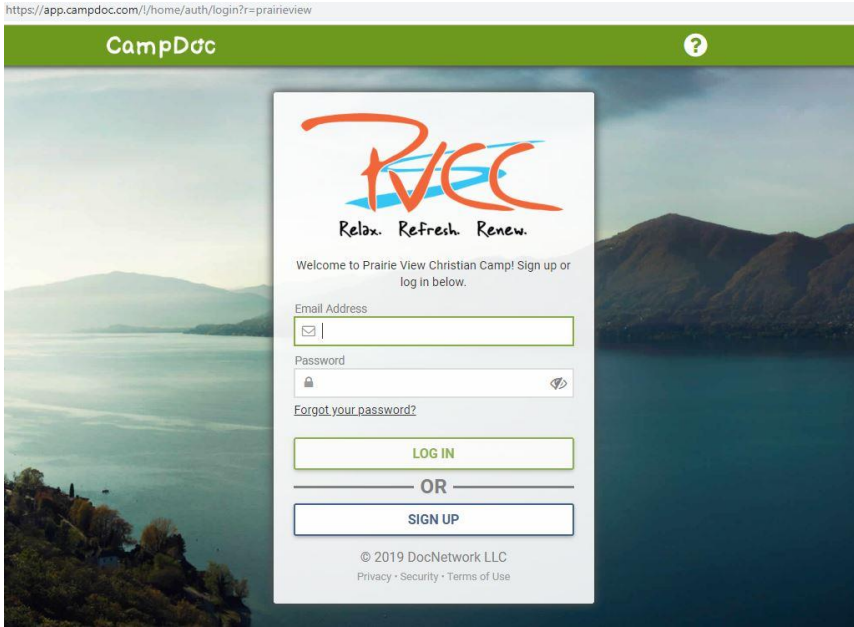 https://app.campdoc.com/!/home/auth/login?r=prairieview
CampDoc
?
PVCC
Relax. Refresh. Renew.
Welcome to Prairie View Christian Camp! Sign up or
log in below.
Email Address
Password
Forgot your password?
LOG IN
OR
SIGN UP
© 2019 DocNetwork LLC
Privacy • Security • Terms of Use